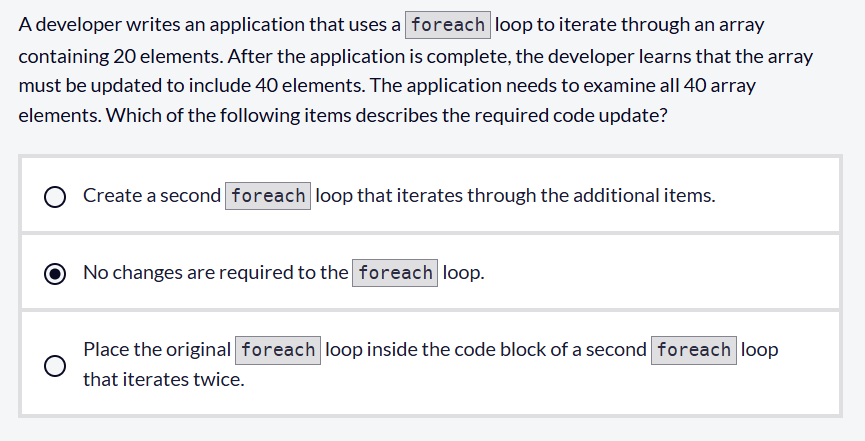 A developer writes an application that uses a foreach loop to iterate through an array
containing 20 elements. After the application is complete, the developer learns that the array
must be updated to include 40 elements. The application needs to examine all 40 array
elements. Which of the following items describes the required code update?
Create a second foreach loop that iterates through the additional items.
No changes are required to the foreach loop.
Place the original foreach loop inside the code block of a second foreach loop
that iterates twice.